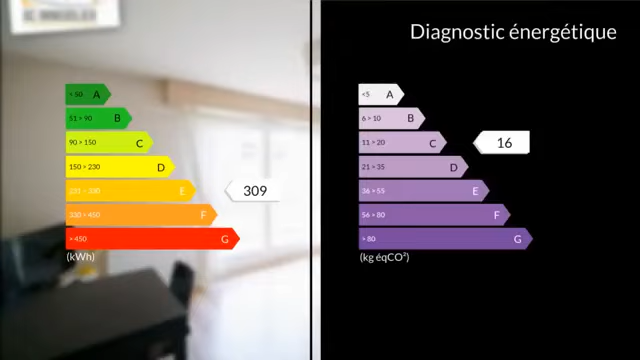 Diagnostic énergétique
< 50 A
51 > 90 B
90 > 150 C
150 > 230 D
E
309
330 > 450 F
> 450 G
(kWh)
<5 A
6 > 10 B
11 > 20 C
16
21 > 35 D
36 > 55 E
56 > 80 F
> 80 G
(kg éqCO²)